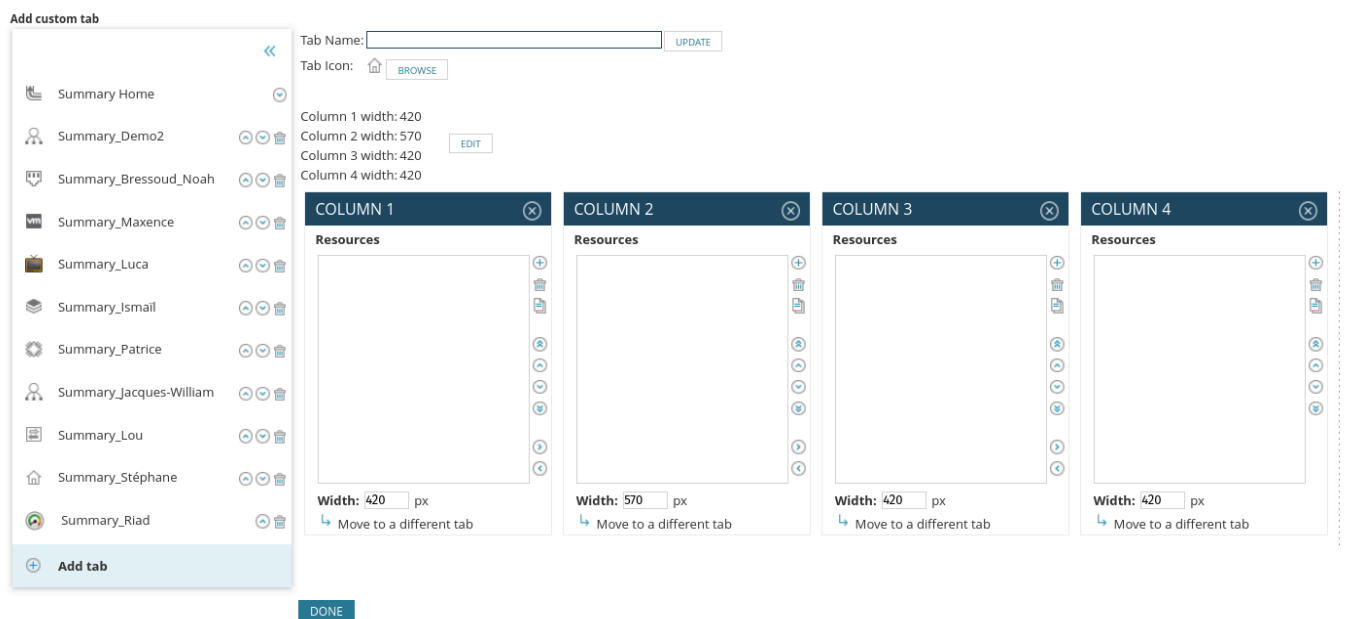 Add custom tab
Tab Name: UPDATE
Tab Icon: BROWSE
Summary Home
Summary_Demo2
Summary_Bressoud_Noah
vm Summary_Maxence
Summary_Luca
Summary_Ismaïl
Summary_Patrice
Summary_Jacques-William
Summary_Lou
Summary_Stéphane
Summary_Riad
Add tab
Column 1 width: 420
Column 2 width: 570
Column 3 width: 420
Column 4 width: 420
EDIT
COLUMN 1
Resources
Width: 420 px
Move to a different tab
COLUMN 2
Resources
Width: 570 px
Move to a different tab
COLUMN 3
Resources
Width: 420 px
Move to a different tab
COLUMN 4
Resources
Width: 420 px
Move to a different tab
DONE